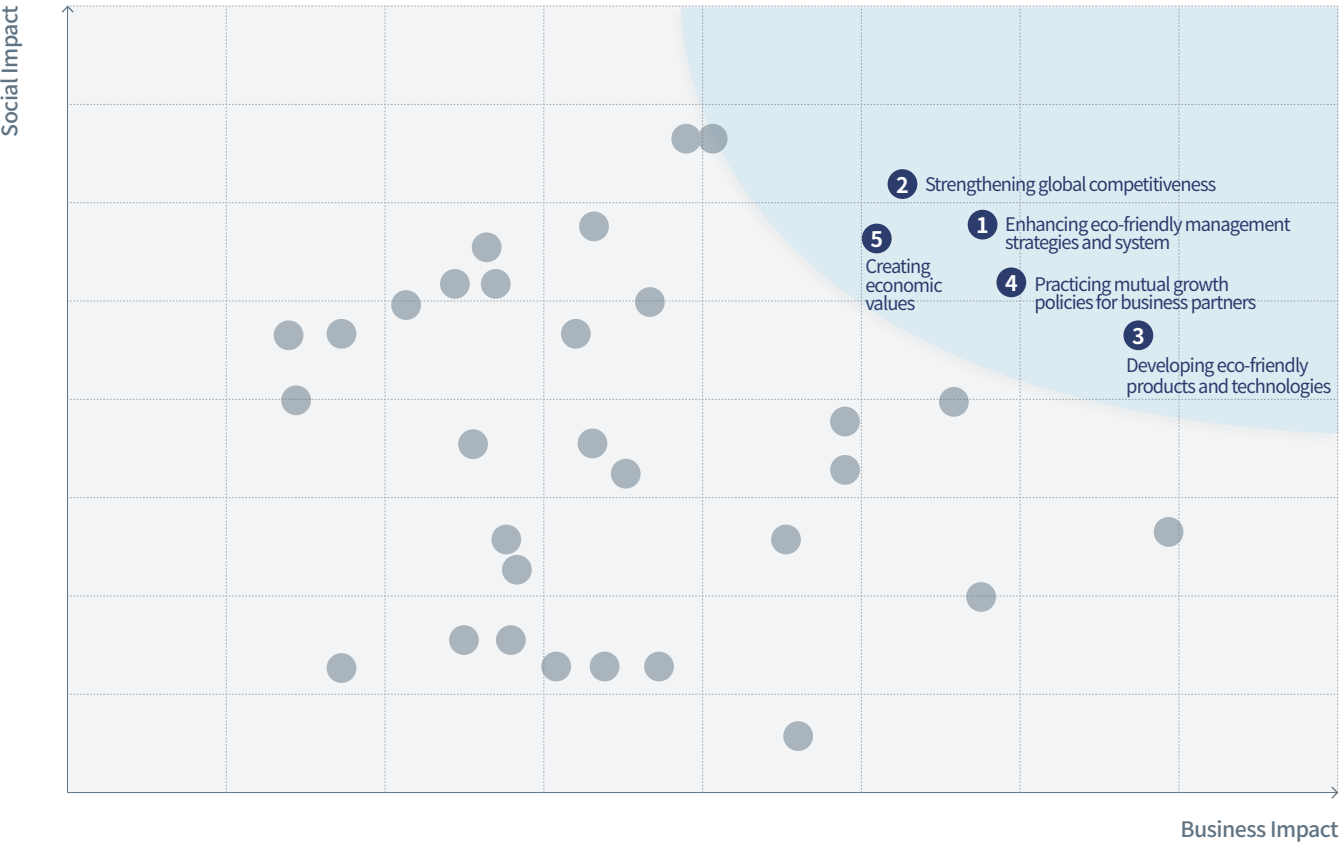 Social Impact
2 Strengthening global competitiveness
1 Enhancing eco-friendly management
strategies and system
5
Creating
economic
values
4 Practicing mutual growth
policies for business partners
3
Developing eco-friendly
products and technologies
Business Impact